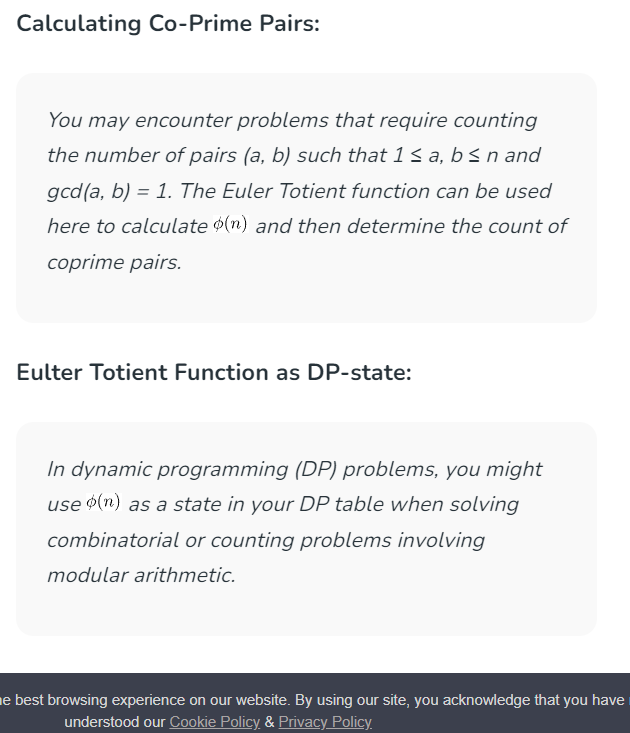 Calculating Co-Prime Pairs:
You may encounter problems that require counting
the number of pairs (a, b) such that 1 ≤ a, b ≤ n and
gcd(a, b) = 1. The Euler Totient function can be used
here to calculate ϕ(n) and then determine the count of
coprime pairs.
Eulter Totient Function as DP-state:
In dynamic programming (DP) problems, you might
use ϕ(n) as a state in your DP table when solving
combinatorial or counting problems involving
modular arithmetic.
best browsing experience on our website. By using our site, you acknowledge that you have
understood our Cookie Policy & Privacy Policy